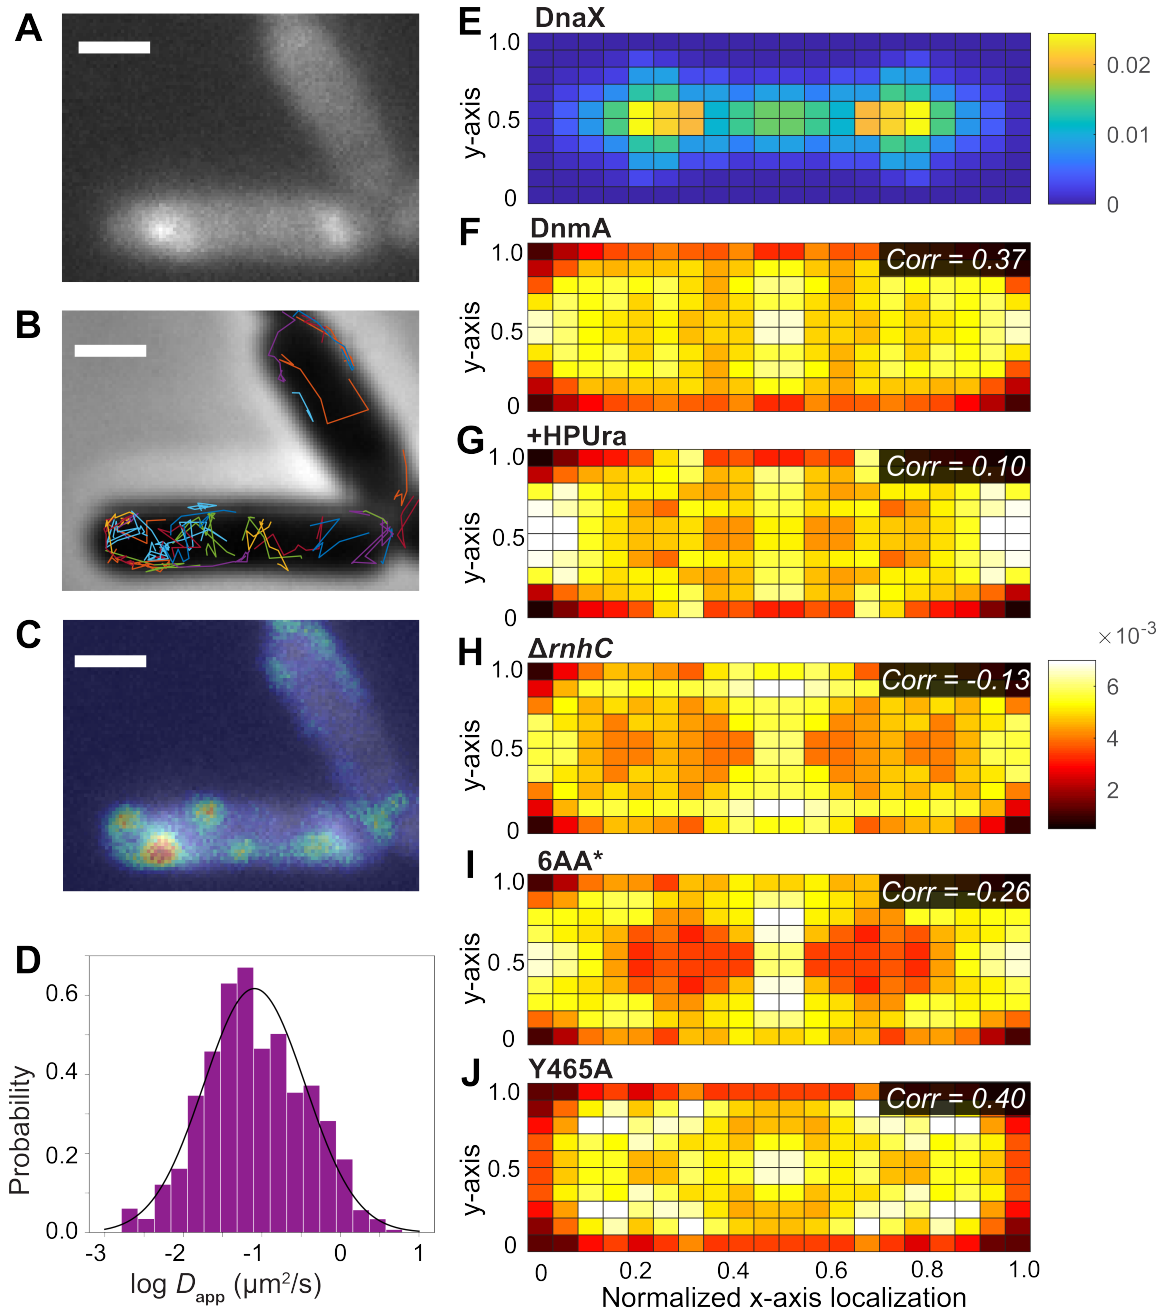 A
B
C
D
Probability
0.6
0.4
0.2
0.0
-3
-2
-1
0
1
log Dapp (μm²/s)
E
DnaX
y-axis
1.0
0.5
0
0.02
0.01
0
F
DnmA
y-axis
1.0
0.5
0
Corr = 0.37
G
+HPUra
y-axis
1.0
0.5
0
Corr = 0.10
H
ΔrnhC
y-axis
1.0
0.5
0
Corr = -0.13
×10⁻³
6
4
2
I
6AA*
y-axis
1.0
0.5
0
Corr = -0.26
J
Y465A
y-axis
1.0
0.5
0
Corr = 0.40
0
0.2
0.4
0.6
0.8
1.0
Normalized x-axis localization